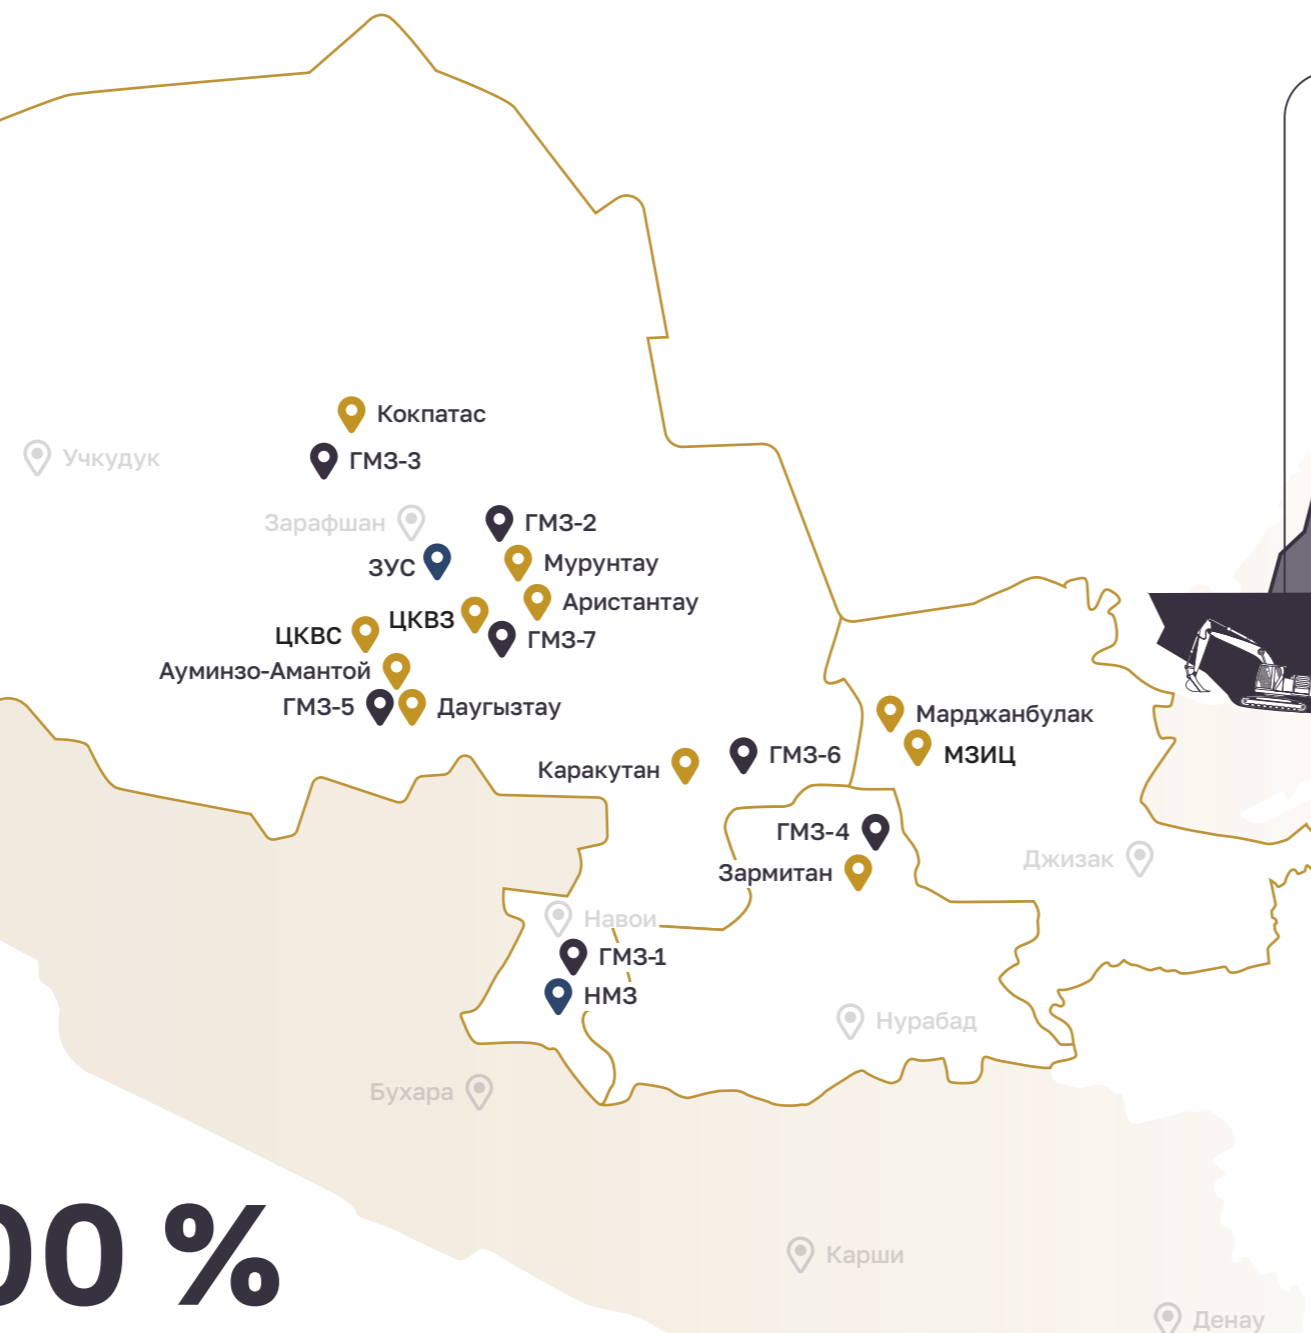 Кокпатас
Учкудук
ГМЗ-3
Зарафшан
ГМЗ-2
ЗУС
Мурунтау
Аристантау
ЦКВЗ
ЦКВС
ГМЗ-7
Ауминзо-Амантой
ГМЗ-5
Даугызтау
Марджанбулак
МЗИЦ
ГМЗ-6
Каракутан
ГМЗ-4
Джизак
Зармитан
Навои
ГМЗ-1
НМЗ
Нурабад
Бухара
00 %
Карши
Денау